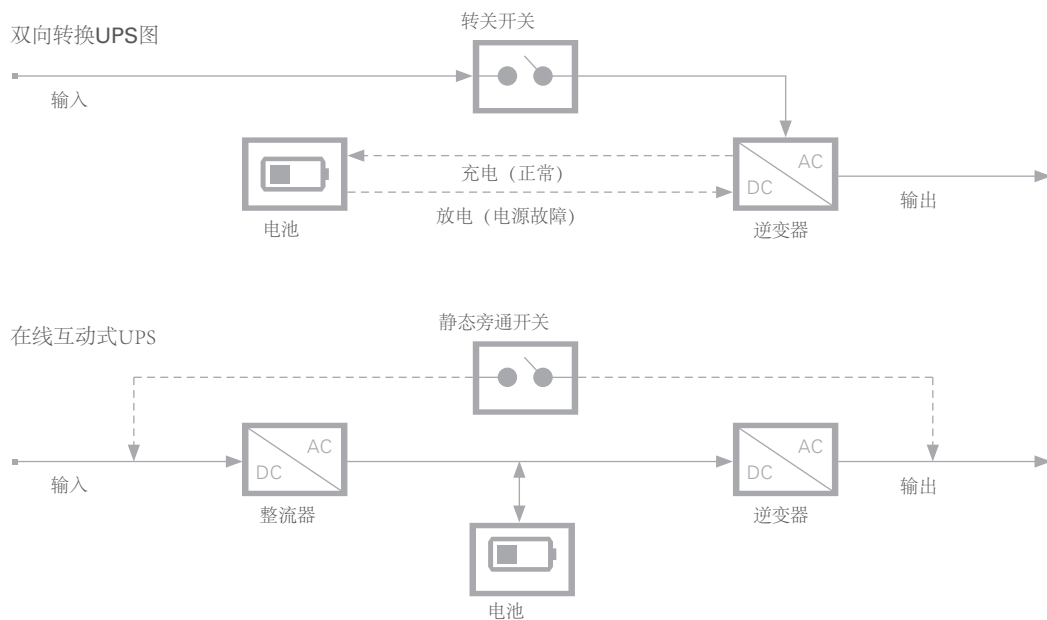 双向转换UPS图
转关开关
输入
AC
DC
充电（正常）
放电（电源故障）
输出
电池
逆变器
在线互动式UPS
静态旁通开关
AC
DC
AC
DC
输入
输出
整流器
逆变器
电池